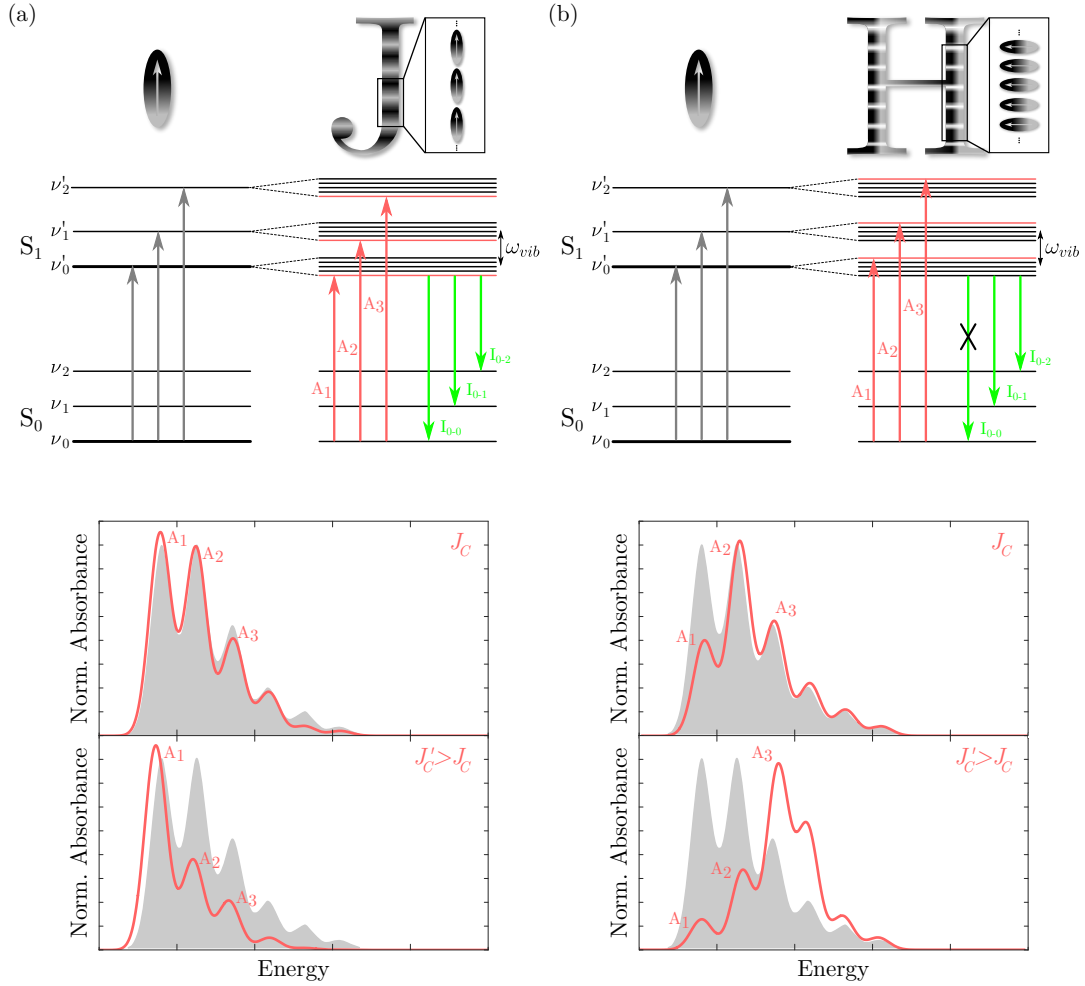 (a)
J
ν'2
ν'1
ν'0
S1
ωvib
A1
A2
A3
I0-2
I0-1
I0-0
ν2
ν1
ν0
S0
(b)
H
ν'2
ν'1
ν'0
S1
ωvib
A1
A2
A3
I0-2
I0-1
I0-0
ν2
ν1
ν0
S0
Norm. Absorbance
A1
A2
A3
JC
Norm. Absorbance
A1
A2
A3
J'C>JC
Energy
Norm. Absorbance
A1
A2
A3
JC
Norm. Absorbance
A1
A2
A3
J'C>JC
Energy